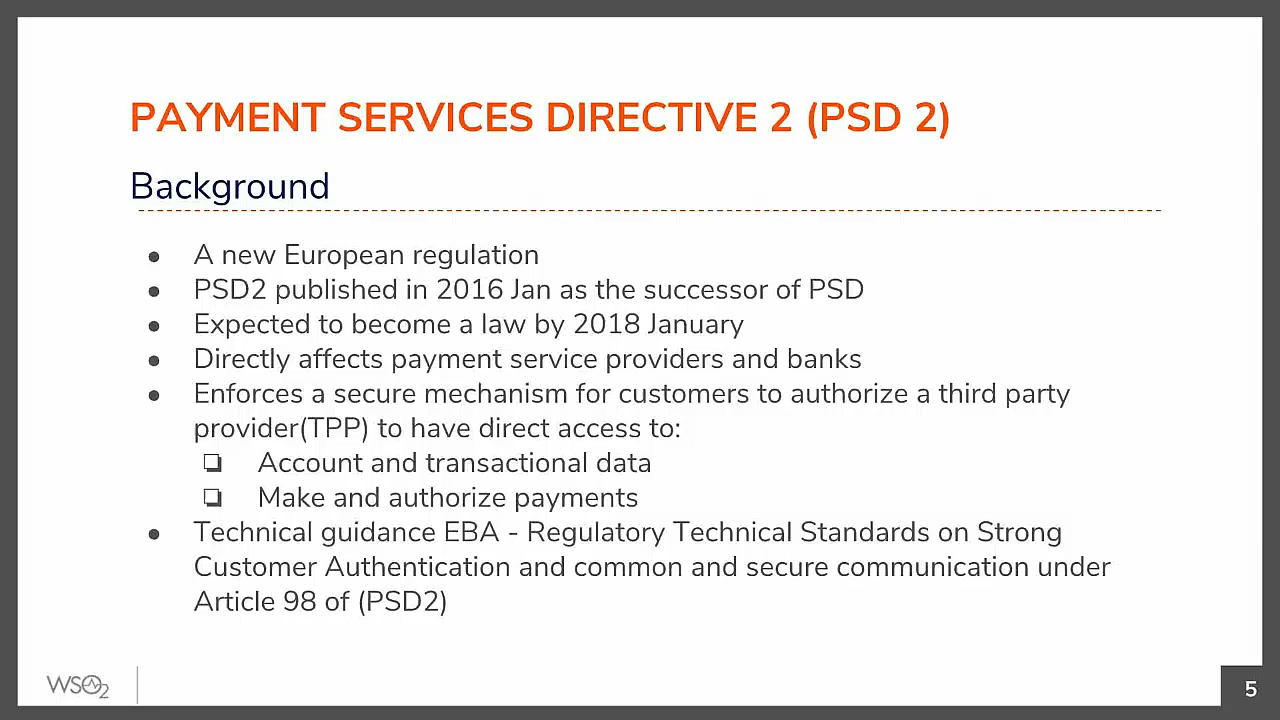 PAYMENT SERVICES DIRECTIVE 2 (PSD 2)
Background
● A new European regulation
● PSD2 published in 2016 Jan as the successor of PSD
● Expected to become a law by 2018 January
● Directly affects payment service providers and banks
● Enforces a secure mechanism for customers to authorize a third party
provider(TPP) to have direct access to:
❏ Account and transactional data
❏ Make and authorize payments
● Technical guidance EBA - Regulatory Technical Standards on Strong
Customer Authentication and common and secure communication under
Article 98 of (PSD2)
WSO2
5